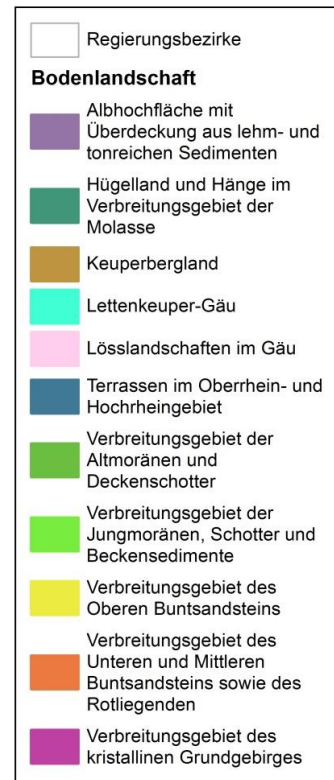 Regierungsbezirke
Bodenlandschaft
Albhochfläche mit
Überdeckung aus lehm- und
tonreichen Sedimenten
Hügelland und Hänge im
Verbreitungsgebiet der
Molasse
Keuperbergland
Lettenkeuper-Gäu
Lösslandschaften im Gäu
Terrassen im Oberrhein- und
Hochrheingebiet
Verbreitungsgebiet der
Altmoränen und
Deckenschotter
Verbreitungsgebiet der
Jungmoränen, Schotter und
Beckensedimente
Verbreitungsgebiet des
Oberen Buntsandsteins
Verbreitungsgebiet des
Unteren und Mittleren
Buntsandsteins sowie des
Rotliegenden
Verbreitungsgebiet des
kristallinen Grundgebirges